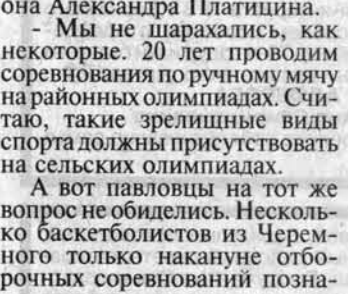 она Александра Платицина.
- Мы не шарахались, как
некоторые. 20 лет проводим
соревнования по ручному мячу
на районных олимпиадах. Счи-
таю, такие зрелищные виды
спорта должны присутствовать
на сельских олимпиадах.
А вот павловцы на тот же
вопрос не обиделись. Несколь-
ко баскетболистов из Черем-
ного только накануне отбо-
рочных соревнований позна-